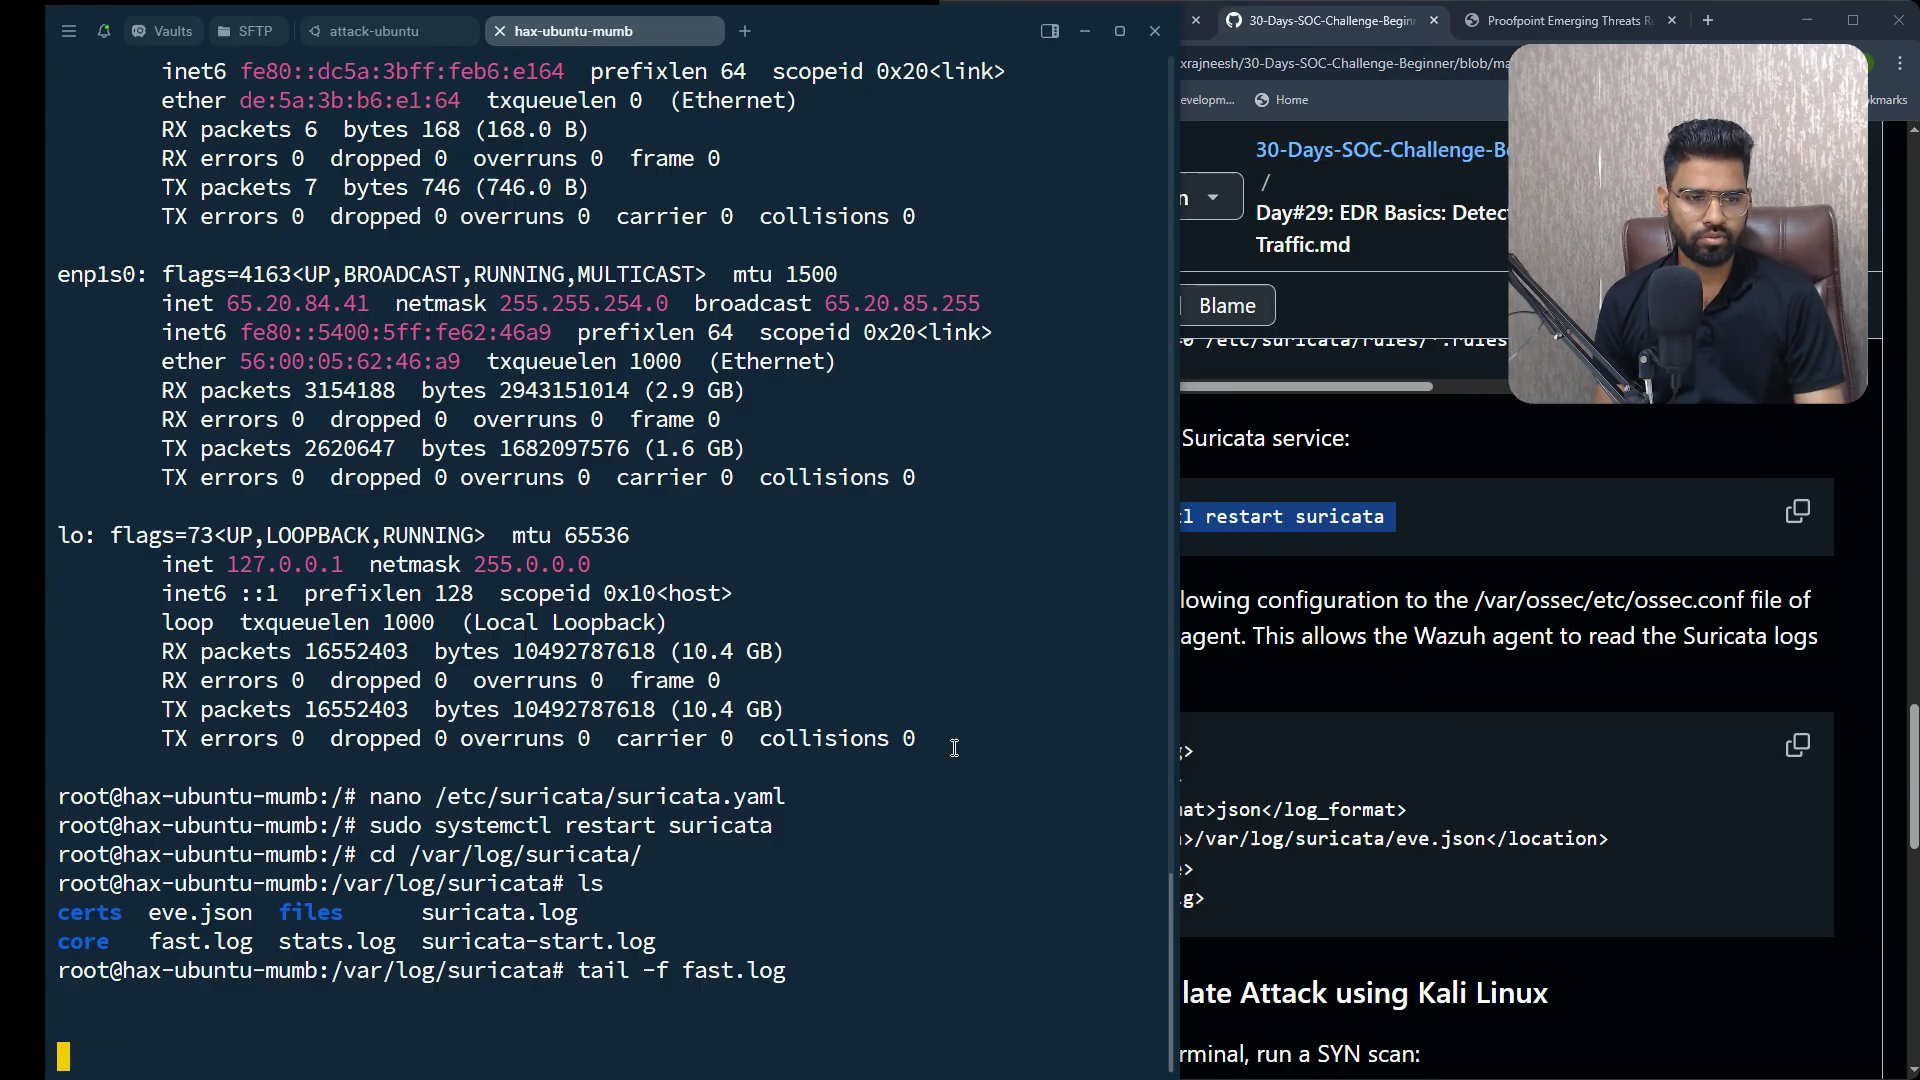 Vaults
SFTP
attack-ubuntu
hax-ubuntu-mumb
30-Days-SOC-Challenge-Begin
Proofpoint Emerging Threats
xrajneesh/30-Days-SOC-Challenge-Beginner/blob/ma
evelopm...
Home
kmarks
inet6 fe80::dc5a:3bff:feb6:e164 prefixlen 64 scopeid 0x20<link>
ether de:5a:3b:b6:e1:64 txqueuelen 0 (Ethernet)
RX packets 6 bytes 168 (168.0 B)
RX errors 0 dropped 0 overruns 0 frame 0
TX packets 7 bytes 746 (746.0 B)
TX errors 0 dropped 0 overruns 0 carrier 0 collisions 0
enp1s0: flags=4163<UP,BROADCAST,RUNNING,MULTICAST> mtu 1500
inet 65.20.84.41 netmask 255.255.254.0 broadcast 65.20.85.255
inet6 fe80::5400:5ff:fe62:46a9 prefixlen 64 scopeid 0x20<link>
ether 56:00:05:62:46:a9 txqueuelen 1000 (Ethernet)
RX packets 3154188 bytes 2943151014 (2.9 GB)
RX errors 0 dropped 0 overruns 0 frame 0
TX packets 2620647 bytes 1682097576 (1.6 GB)
TX errors 0 dropped 0 overruns 0 carrier 0 collisions 0
lo: flags=73<UP,LOOPBACK,RUNNING> mtu 65536
inet 127.0.0.1 netmask 255.0.0.0
inet6 ::1 prefixlen 128 scopeid 0x10<host>
loop txqueuelen 1000 (Local Loopback)
RX packets 16552403 bytes 10492787618 (10.4 GB)
RX errors 0 dropped 0 overruns 0 frame 0
TX packets 16552403 bytes 10492787618 (10.4 GB)
TX errors 0 dropped 0 overruns 0 carrier 0 collisions 0
root@hax-ubuntu-mumb:/# nano /etc/suricata/suricata.yaml
root@hax-ubuntu-mumb:/# sudo systemctl restart suricata
root@hax-ubuntu-mumb:/# cd /var/log/suricata/
root@hax-ubuntu-mumb:/var/log/suricata# ls
certs eve.json files suricata.log
core fast.log stats.log suricata-start.log
root@hax-ubuntu-mumb:/var/log/suricata# tail -f fast.log
30-Days-SOC-Challenge-Be
/
n
Day#29: EDR Basics: Detec
Traffic.md
Blame
/etc/suricata/rules/*.rules
Suricata service:
tl restart suricata
lowing configuration to the /var/ossec/etc/ossec.conf file of
agent. This allows the Wazuh agent to read the Suricata logs
g>
mat>json</log_format>
>/var/log/suricata/eve.json</location>
e>
.g>
late Attack using Kali Linux
rminal, run a SYN scan: